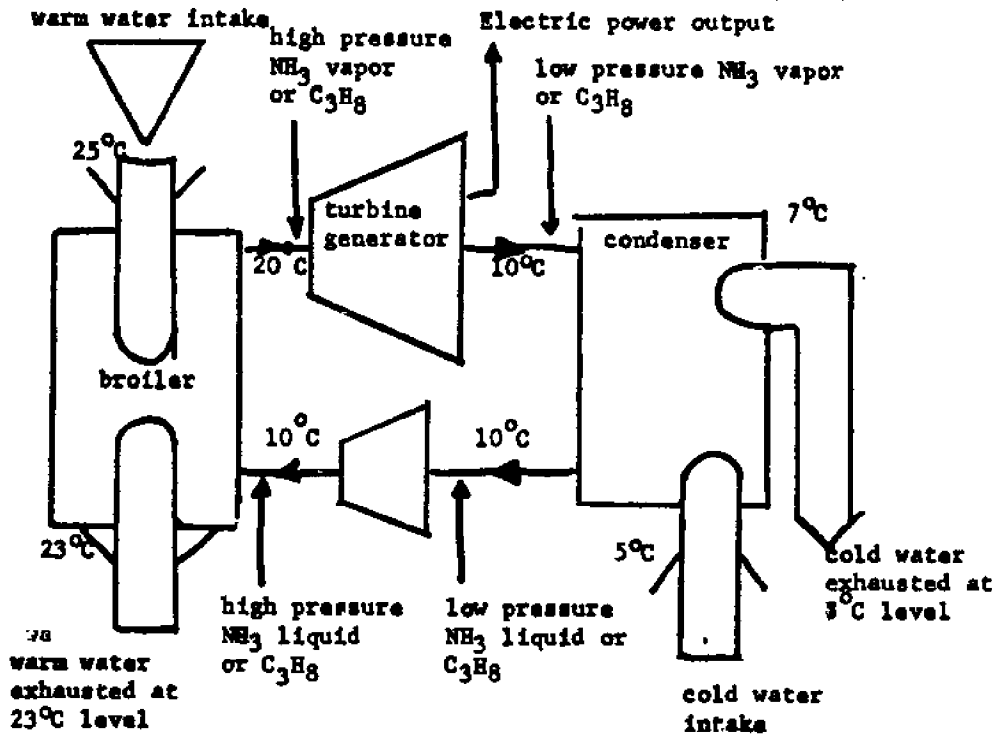 warm water intake
high pressure
NH3 vapor
or C3H8
Electric power output
low pressure NH3 vapor
or C3H8
25°C
turbine
generator
20 C
10°C
condenser
7°C
broiler
10°C
10°C
23°C
5°C
high pressure
NH3 liquid
or C3H8
low pressure
NH3 liquid or
C3H8
cold water
exhausted at
°C level
warm water
exhausted at
23°C level
cold water
intake